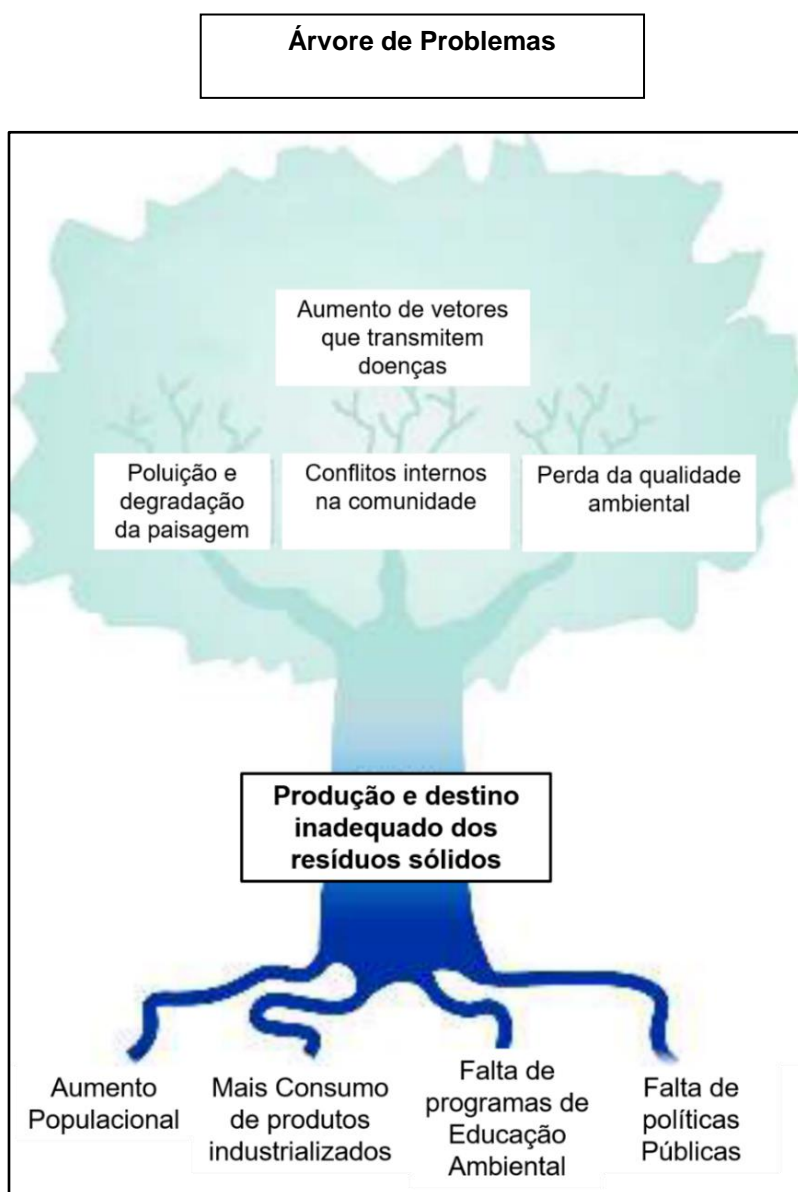 Árvore de Problemas
Aumento de vetores
que transmitem
doenças
Poluição e
degradação
da paisagem
Conflitos internos
na comunidade
Perda da qualidade
ambiental
Produção e destino
inadequado dos
resíduos sólidos
Aumento
Populacional
Mais Consumo
de produtos
industrializados
Falta de
programas de
Educação
Ambiental
Falta de
políticas
Públicas